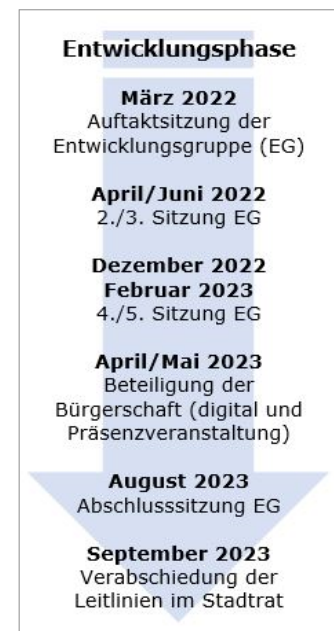 Entwicklungsphase
März 2022
Auftaktsitzung der
Entwicklungsgruppe (EG)
April/Juni 2022
2./3. Sitzung EG
Dezember 2022
Februar 2023
4./5. Sitzung EG
April/Mai 2023
Beteiligung der
Bürgerschaft (digital und
Präsenzveranstaltung)
August 2023
Abschlusssitzung EG
September 2023
Verabschiedung der
Leitlinien im Stadtrat